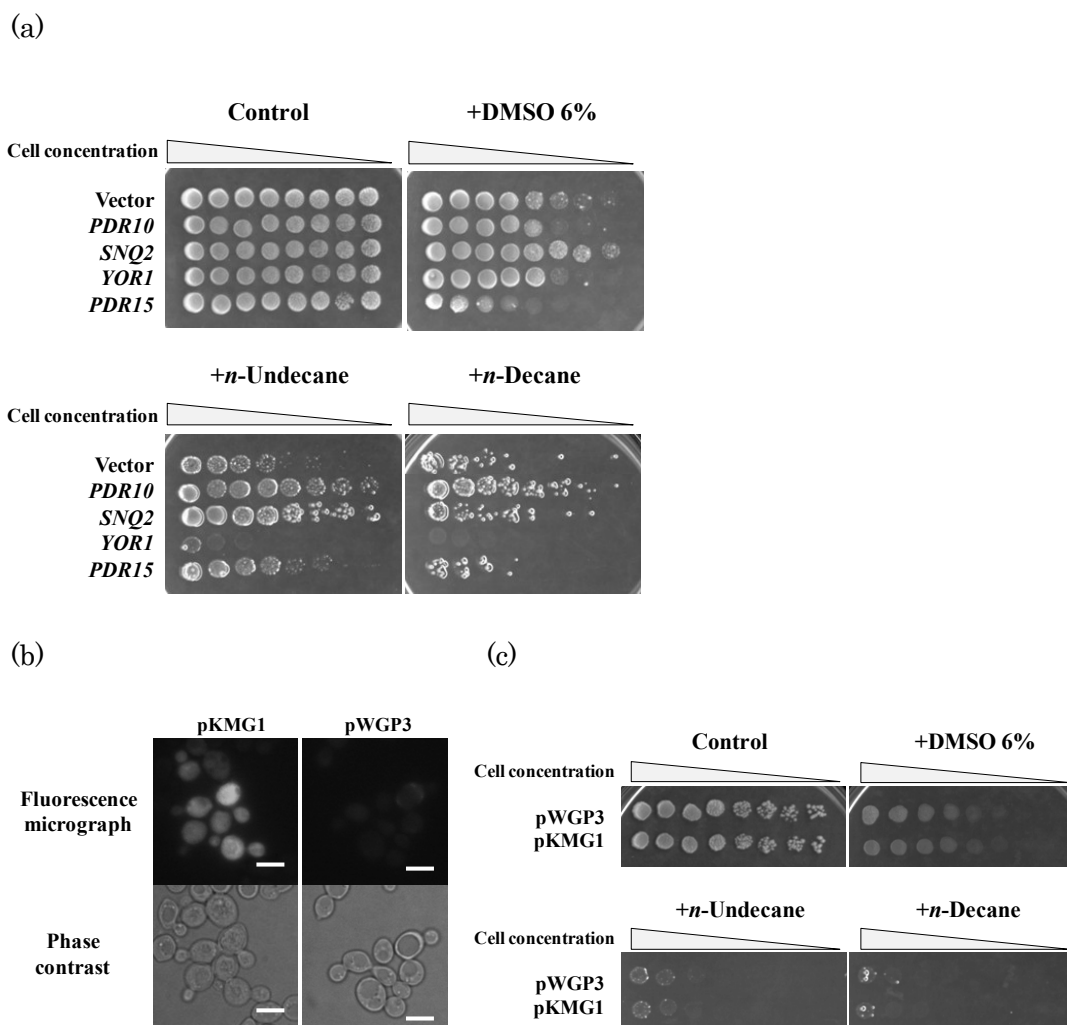 (a)
Control
+DMSO 6%
Cell concentration
Vector
PDR10
SNQ2
YOR1
PDR15
+n-Undecane
+n-Decane
Cell concentration
Vector
PDR10
SNQ2
YOR1
PDR15
(b)
pKMG1
pWGP3
Fluorescence
micrograph
Phase
contrast
(c)
Control
+DMSO 6%
Cell concentration
pWGP3
pKMG1
+n-Undecane
+n-Decane
Cell concentration
pWGP3
pKMG1